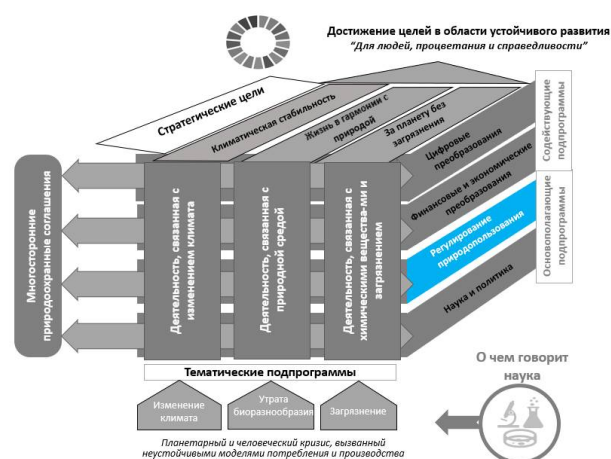 Достижение целей в области устойчивого развития
“Для людей, процветания и справедливости”
Стратегические цели
Климатическая стабильность
Жизнь в гармонии с
природой
За планету без
загрязнения
Цифровые
преобразования
Финансовые и экономические
преобразования
Регулирование
природопользования
Наука и политика
Содействующие
подпрограммы
Основополагающие
подпрограммы
Многосторонние
природоохранные соглашения
Деятельность, связанная с
изменением климата
Деятельность, связанная с
природной средой
Деятельность, связанная с
химическими вещества-ми и
загрязнением
Тематические подпрограммы
Изменение
климата
Утрата
биоразнообразия
Загрязнение
О чем говорит
наука
Планетарный и человеческий кризис, вызванный
неустойчивыми моделями потребления и производства